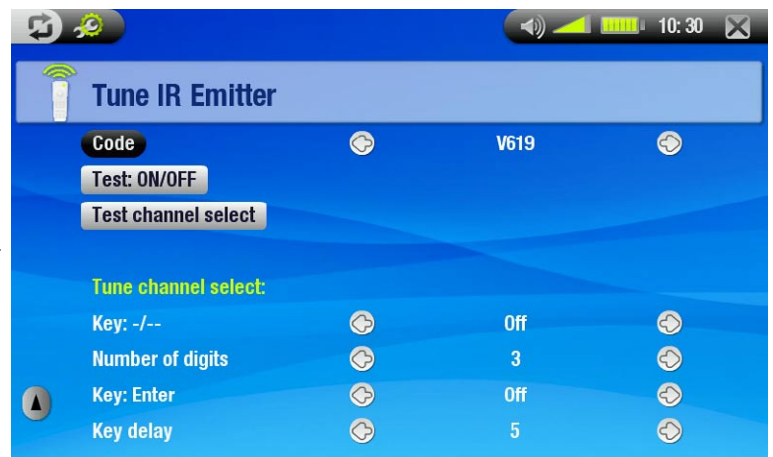 10:30
Tune IR Emitter
Code V619
Test: ON/OFF
Test channel select
Tune channel select:
Key: -/-- Off
Number of digits 3
Key: Enter Off
Key delay 5